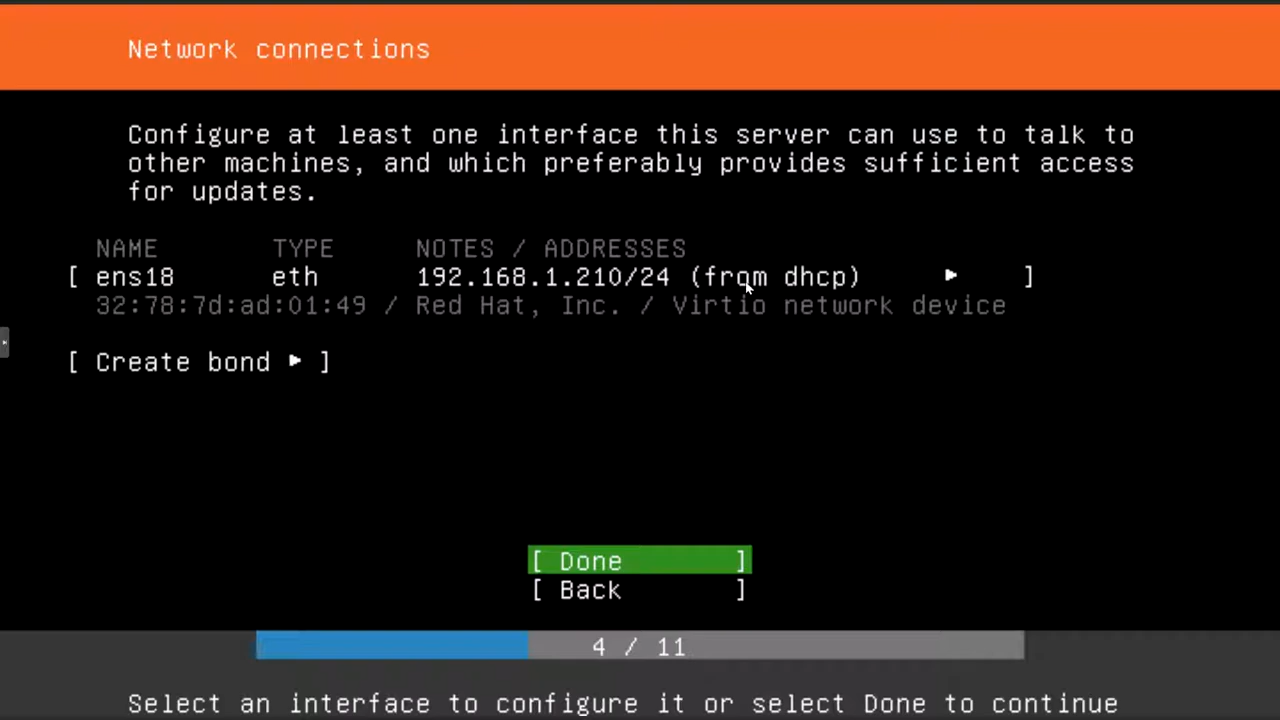 Network connections
Configure at least one interface this server can use to talk to
other machines, and which preferably provides sufficient access
for updates.
NAME TYPE NOTES / ADDRESSES
[ ens18 eth 192.168.1.210/24 (from dhcp) ▸ ]
32:78:7d:ad:01:49 / Red Hat, Inc. / Virtio network device
[ Create bond ▸ ]
[ Done ]
[ Back ]
4 / 11
Select an interface to configure it or select Done to continue